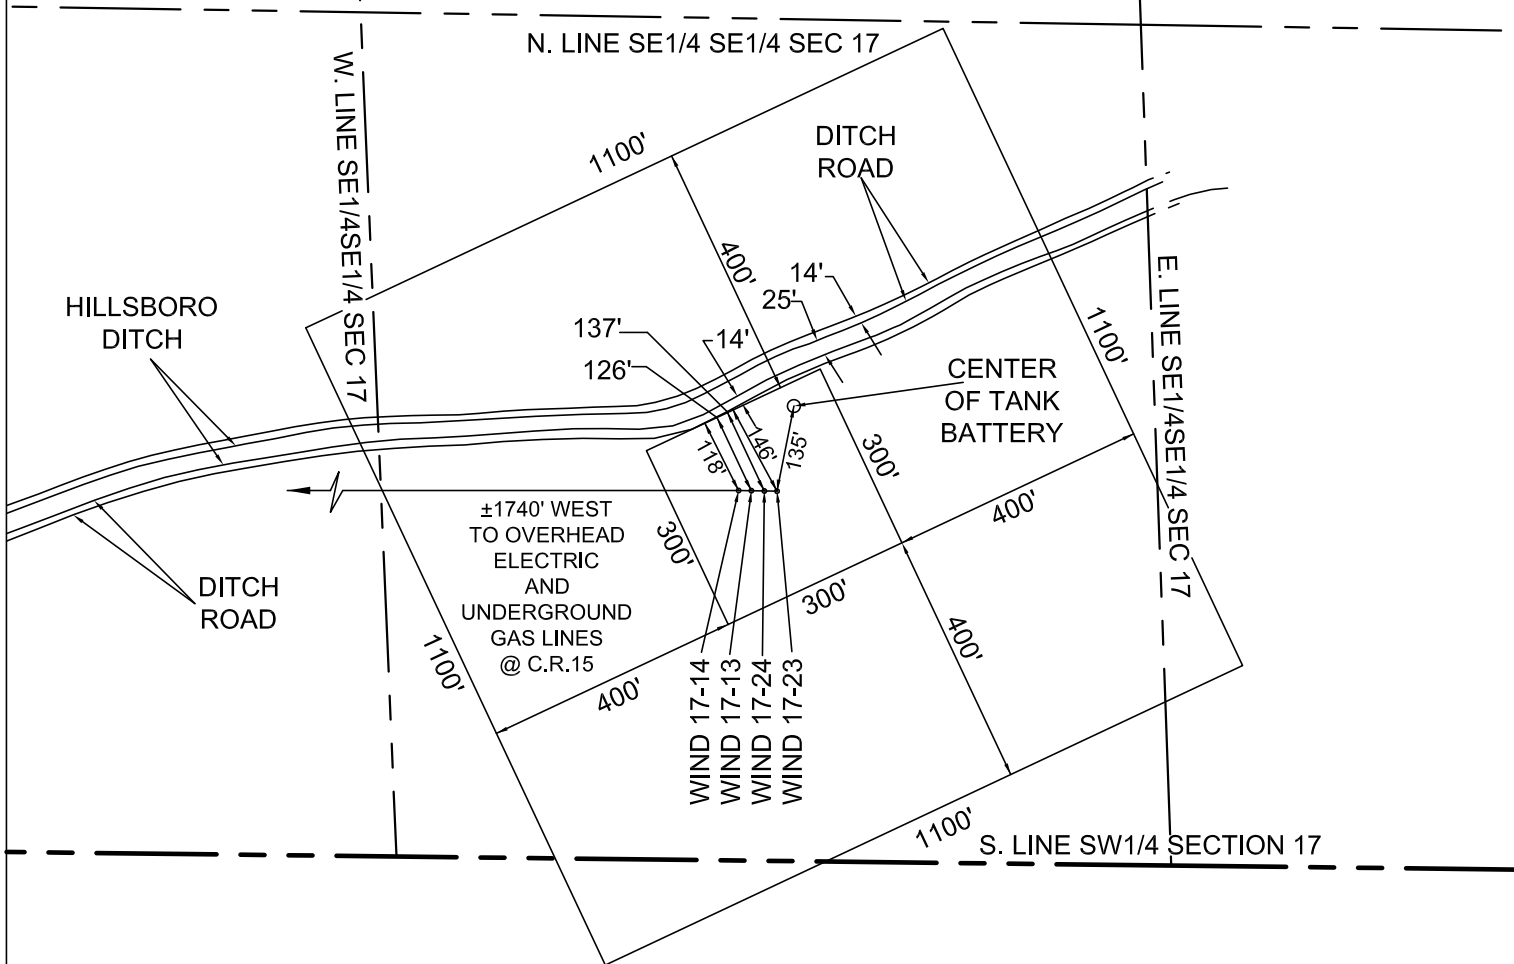 N. LINE SE1/4 SE1/4 SEC 17
W. LINE SE1/4SE1/4 SEC 17
1100'
DITCH
ROAD
400'
14'
25'
E. LINE SE1/4SE1/4 SEC 17
HILLSBORO
DITCH
137'
14'
126'
1100'
CENTER
OF TANK
BATTERY
118'
146'
135'
300'
400'
±1740' WEST
TO OVERHEAD
ELECTRIC
AND
UNDERGROUND
GAS LINES
@ C.R.15
300'
DITCH
ROAD
300'
400'
1100'
400'
WIND 17-14
WIND 17-13
WIND 17-24
WIND 17-23
1100'
S. LINE SW1/4 SECTION 17